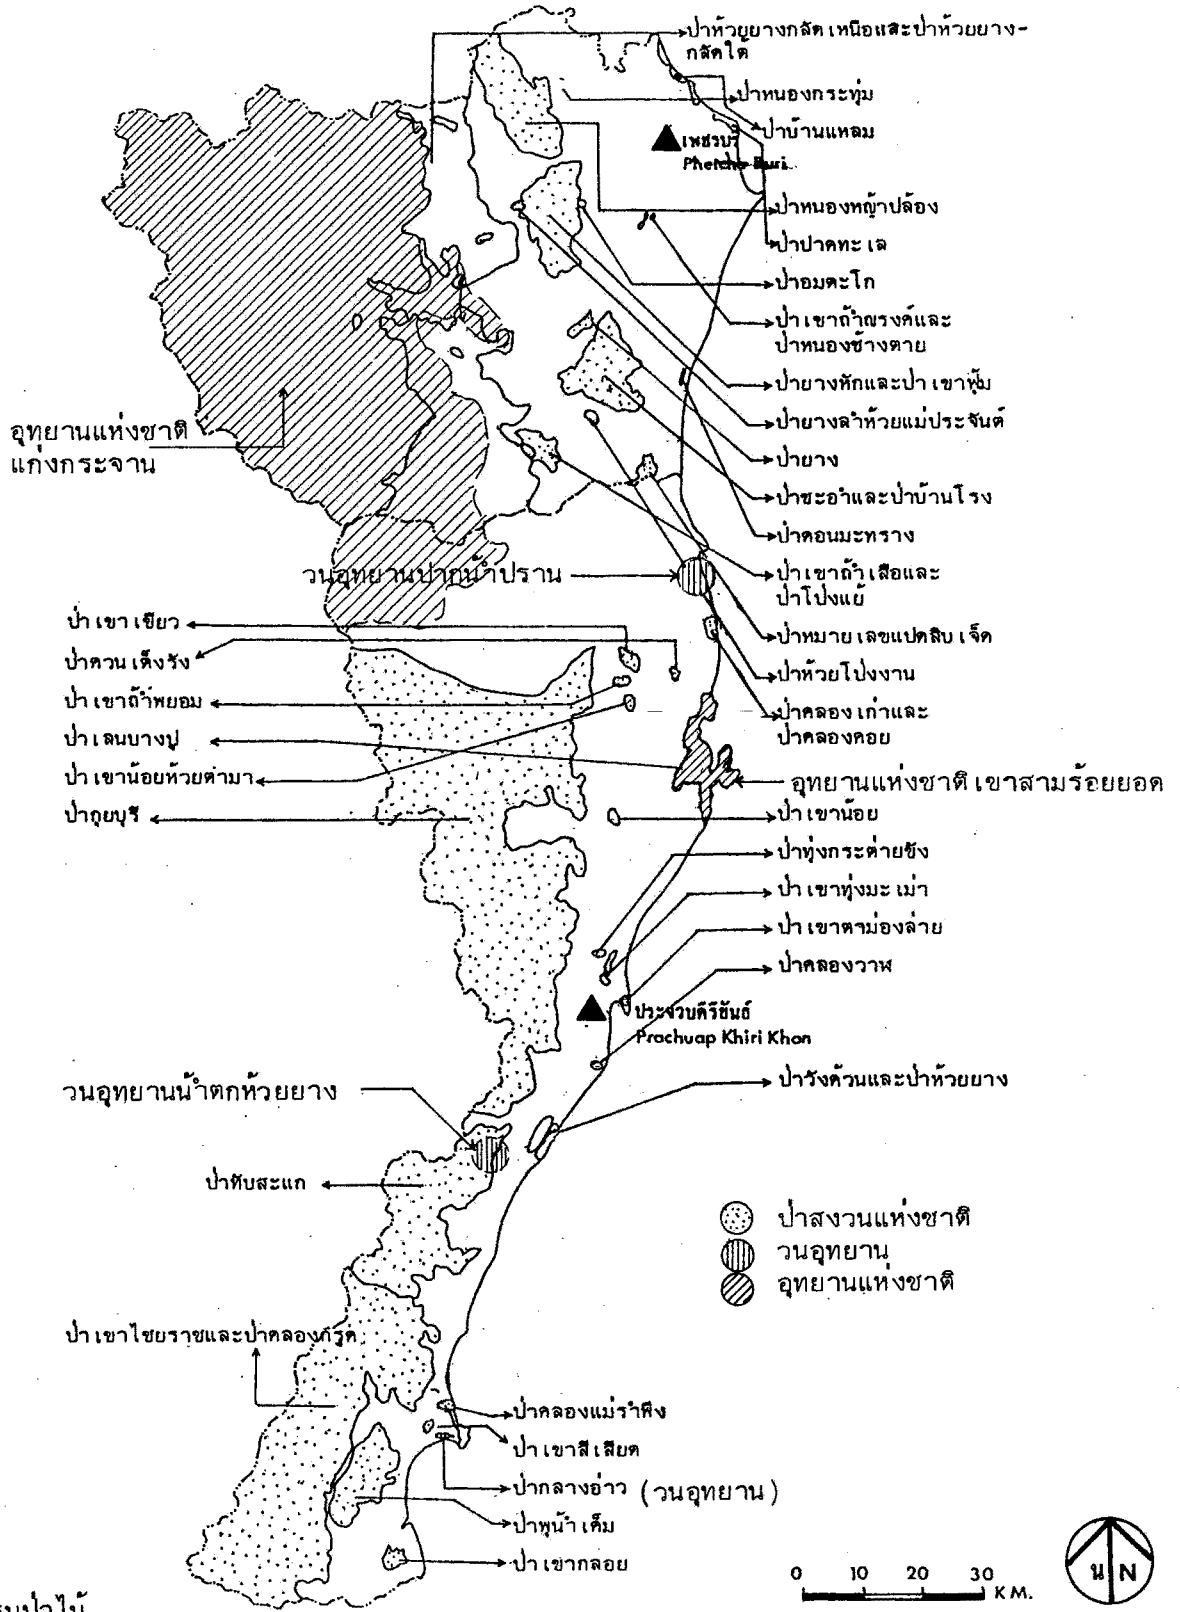 ป่าห้วยยางกลัดเหนือและป่าห้วยยาง-
กลัดใต้
ป่าหนองกระทุ่ม
ป่าบ้านแหลม
เพชรบุรี
Phetcha Buri
ป่าหนองหญ้าปล้อง
ป่าปาดทะเล
ป่าอมตะโก
ป่าเขาถ้ำณรงค์และ
ป่าหนองช้างตาย
ป่ายางหักและป่าเขาพุ้ม
ป่ายางลำห้วยแม่ประจันต์
ป่ายาง
ป่าชะอำและป่าบ้านโรง
ป่าดอนมะทราง
ป่าเขาถ้ำเสือและ
ป่าโป่งแย้
ป่าหมายเลขแปดสิบเจ็ด
ป่าห้วยโป่งงาน
ป่าคลองเก่าและ
ป่าคลองคอย
อุทยานแห่งชาติ
แก่งกระจาน
วนอุทยานปากน้ำปราน
ป่าเขาเขียว
ป่าควนเต็งรัง
ป่าเขาถ้ำพยอม
ป่าเลนบางปู
ป่าเขาน้อยห้วยตำมา
ป่ากุยบุรี
อุทยานแห่งชาติเขาสามร้อยยอด
ป่าเขาน้อย
ป่าทุ่งกระต่ายขัง
ป่าเขาทุ่งมะเม่า
ป่าเขาตาม่องล่าย
ป่าคลองวาฬ
ประจวบคีรีขันธ์
Prachuap Khiri Khan
ป่าวังด้วนและป่าห้วยยาง
วนอุทยานน้ำตกห้วยยาง
ป่าทับสะแก
ป่าสงวนแห่งชาติ
วนอุทยาน
อุทยานแห่งชาติ
ป่าเขาไชยราชและป่าคลองกรูด
ป่าคลองแม่รำพึง
ป่าเขาสีเสียด
ป่ากลางอ่าว (วนอุทยาน)
ป่าพุน้ำเค็ม
ป่าเขากลอย
0 10 20 30 KM.
น N